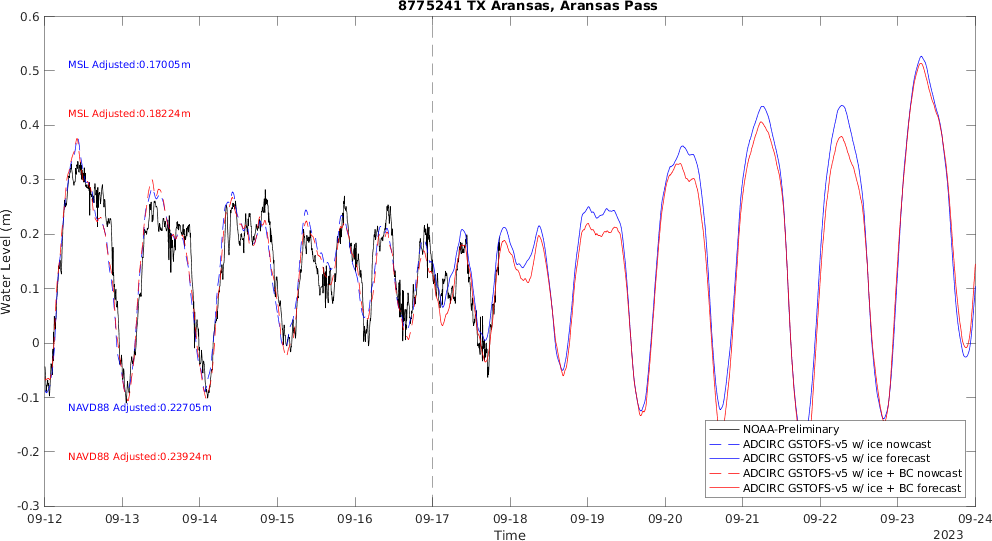 8775241 TX Aransas, Aransas Pass
0.6
0.5
0.4
0.3
0.2
0.1
0
-0.1
-0.2
-0.3
Water Level (m)
MSL Adjusted:0.17005m
MSL Adjusted:0.18224m
NAVD88 Adjusted:0.22705m
NAVD88 Adjusted:0.23924m
NOAA-Preliminary
ADCIRC GSTOFS-v5 w/ ice nowcast
ADCIRC GSTOFS-v5 w/ ice forecast
ADCIRC GSTOFS-v5 w/ ice + BC nowcast
ADCIRC GSTOFS-v5 w/ ice + BC forecast
09-12 09-13 09-14 09-15 09-16 09-17 09-18 09-19 09-20 09-21 09-22 09-23 09-24
Time
2023